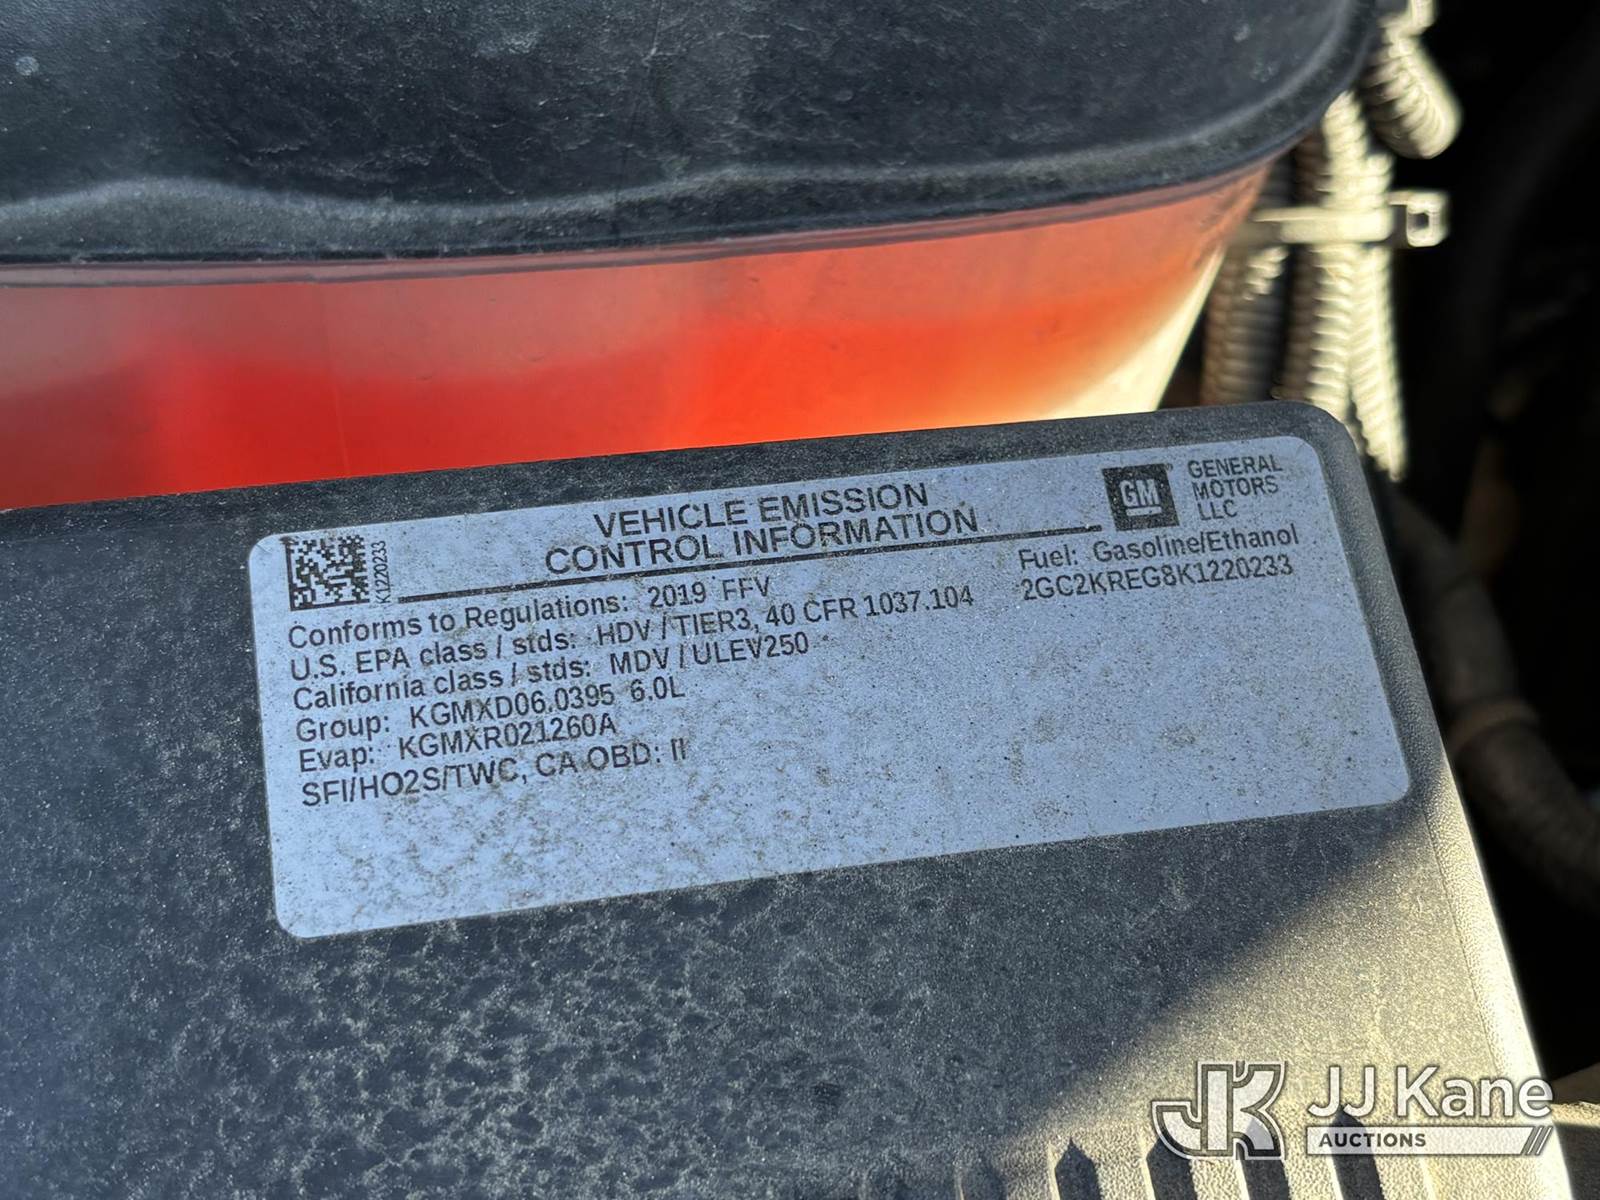 VEHICLE EMISSION
CONTROL INFORMATION
GM
GENERAL
MOTORS
LLC
K1220233
Conforms to Regulations: 2019 FFV
Fuel: Gasoline/Ethanol
U.S. EPA class / stds: HDV / TIER3, 40 CFR 1037.104
2GC2KREG8K1220233
California class / stds: MDV / ULEV250
Group: KGMXD06.0395 6.0L
Evap: KGMXR021260A
SFI/HO2S/TWC, CA OBD: II
JK
JJ Kane
AUCTIONS